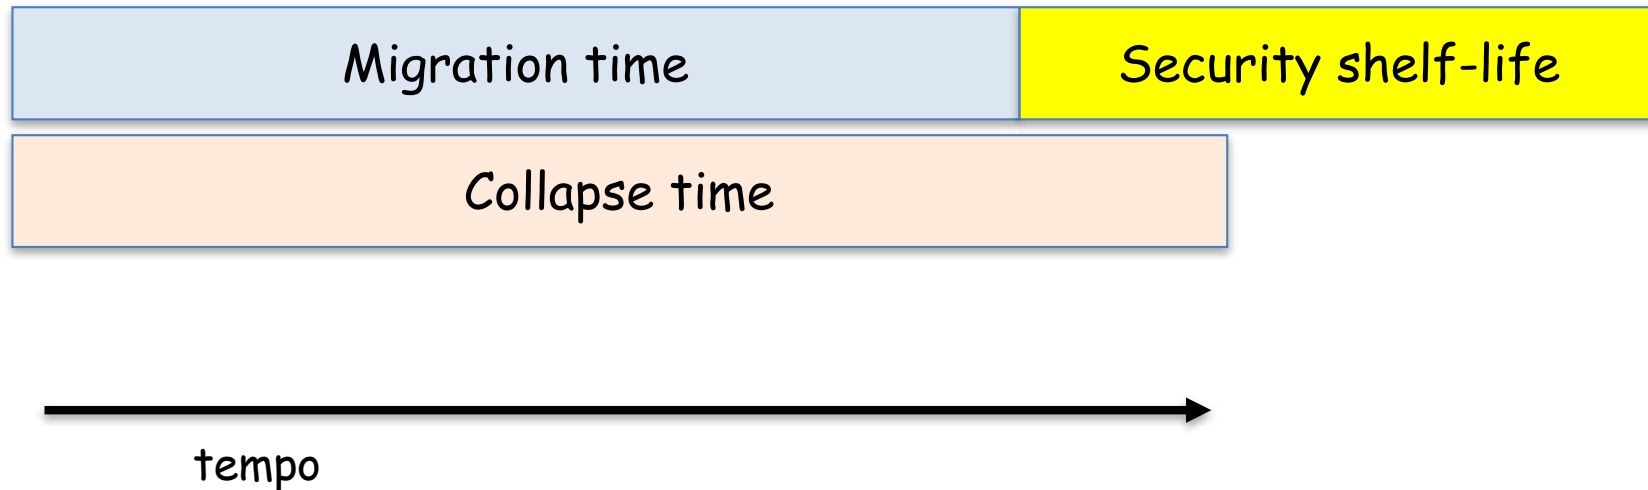 Migration time
Security shelf-life
Collapse time
tempo